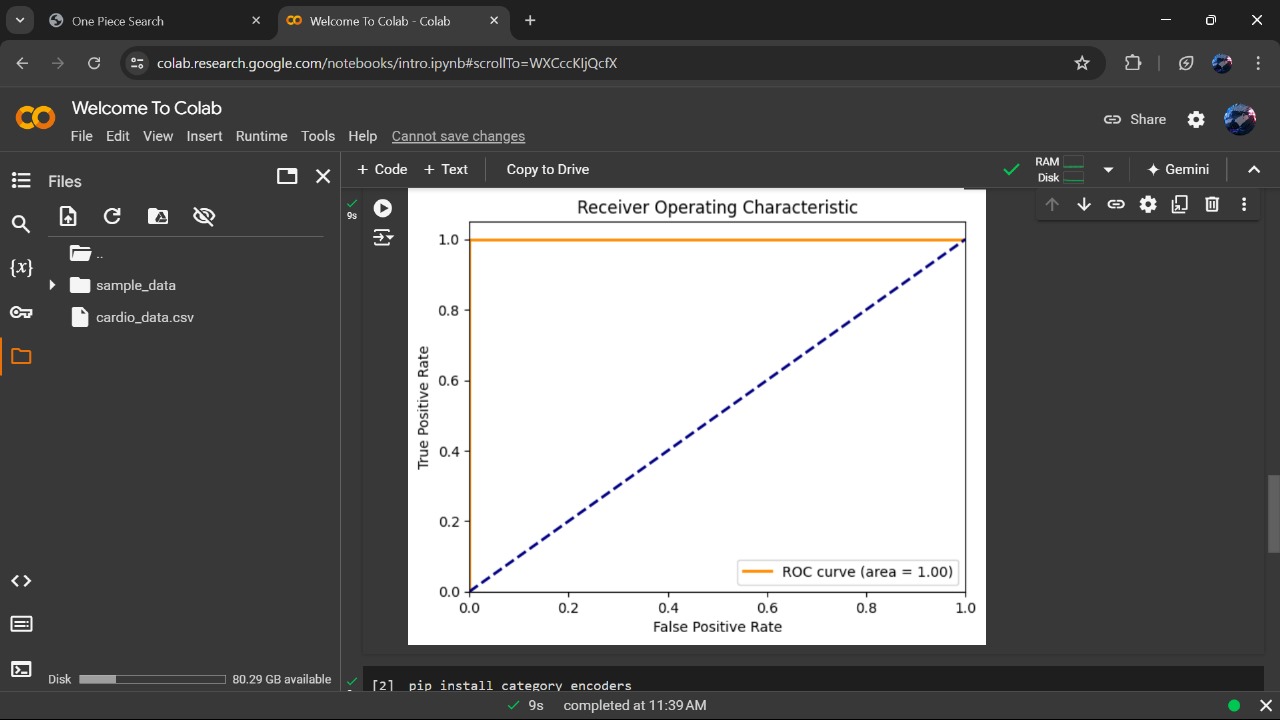 One Piece Search
Welcome To Colab - Colab
colab.research.google.com/notebooks/intro.ipynb#scrollTo=WXCccKljQcfX
Welcome To Colab
File Edit View Insert Runtime Tools Help Cannot save changes
Share
Files
+ Code + Text Copy to Drive
RAM
Disk
Gemini
..
sample_data
cardio_data.csv
{x}
9s
Receiver Operating Characteristic
1.0
0.8
0.6
0.4
0.2
0.0
True Positive Rate
ROC curve (area = 1.00)
0.0 0.2 0.4 0.6 0.8 1.0
False Positive Rate
Disk 80.29 GB available
[2] pip install category encoders
9s completed at 11:39 AM